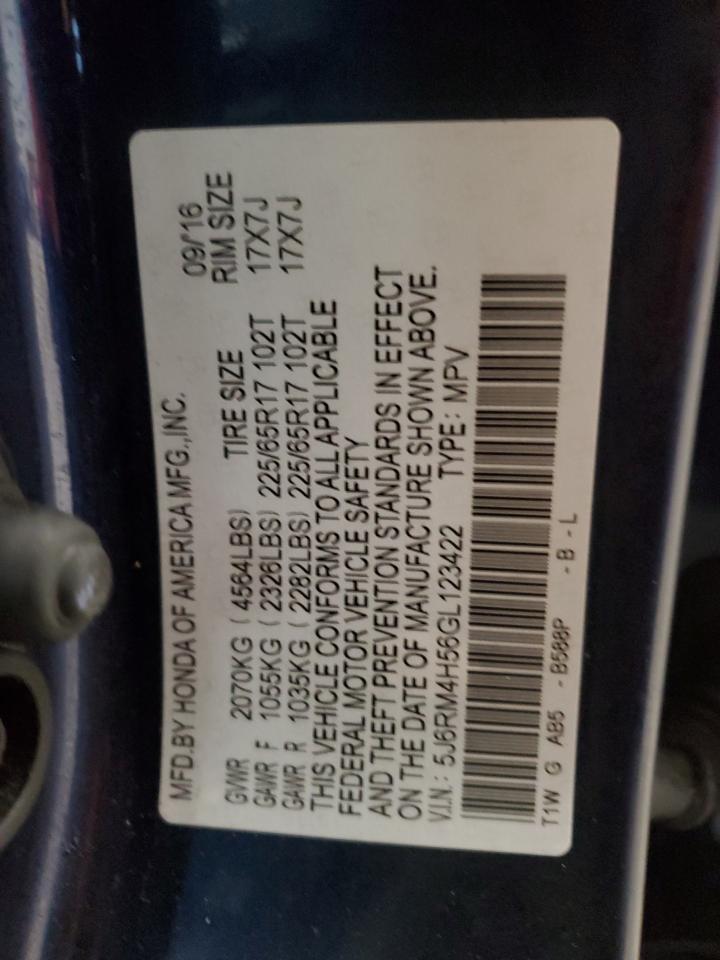 MFD.BY HONDA OF AMERICA MFG.,INC. 09/'16
GVWR 2070KG ( 4564LBS) TIRE SIZE RIM SIZE
GAWR F 1055KG ( 2326LBS) 225/65R17 102T 17X7J
GAWR R 1035KG ( 2282LBS) 225/65R17 102T 17X7J
THIS VEHICLE CONFORMS TO ALL APPLICABLE
FEDERAL MOTOR VEHICLE SAFETY
AND THEFT PREVENTION STANDARDS IN EFFECT
ON THE DATE OF MANUFACTURE SHOWN ABOVE.
V.I.N.: 5J6RM4H56GL123422 TYPE: MPV
T1W G AB5 -B588P -B-L